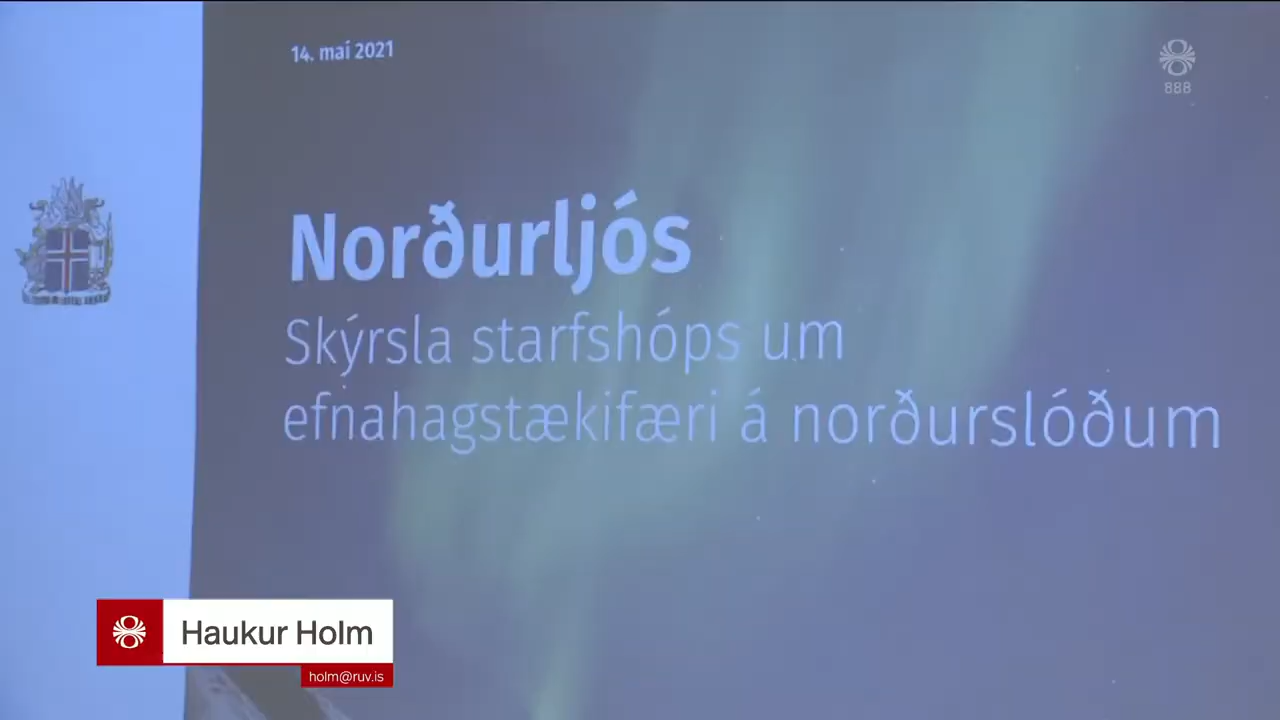 14. maí 2021
888
Norðurljós
Skýrsla starfshóps um
efnahagstækifæri á norðurslóðum
Haukur Holm
holm@ruv.is